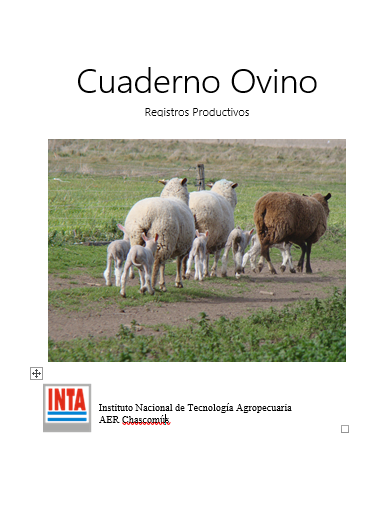 Cuaderno Ovino
Registros Productivos
INTA
Instituto Nacional de Tecnología Agropecuaria
AER Chascomús